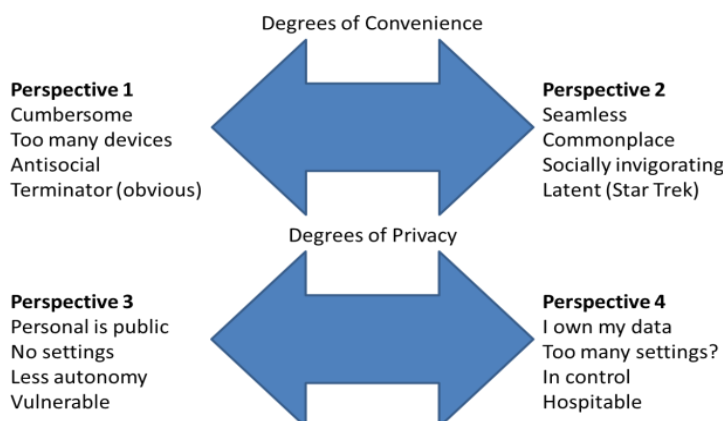 Degrees of Convenience
Perspective 1
Cumbersome
Too many devices
Antisocial
Terminator (obvious)
Perspective 2
Seamless
Commonplace
Socially invigorating
Latent (Star Trek)
Degrees of Privacy
Perspective 3
Personal is public
No settings
Less autonomy
Vulnerable
Perspective 4
I own my data
Too many settings?
In control
Hospitable